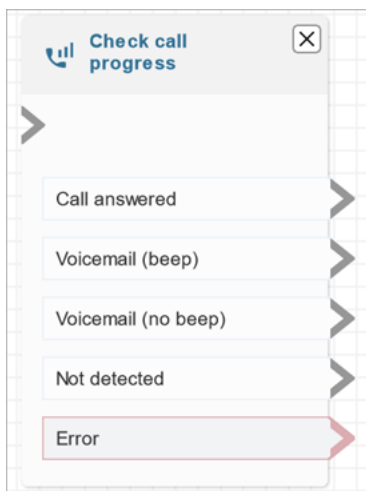 Check call
progress
Call answered
Voicemail (beep)
Voicemail (no beep)
Not detected
Error